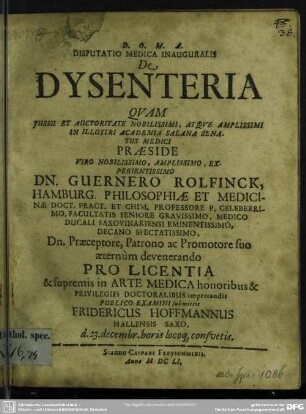 D. O. M. A.
DISPUTATIO MEDICA INAUGURALIS
De
DYSENTERIA
QVAM
JUSSU ET AUCTORITATE NOBILISSIMI, ATQVE AMPLISSIMI
IN ILLUSTRI ACADEMIA SALANA SENA-
TUS MEDICI
PRÆSIDE
VIRO NOBILISSIMO, AMPLISSIMO, EX-
PERIENTISSIMO
DN. GUERNERO ROLFINCK,
HAMBURG. PHILOSOPHIÆ ET MEDICI-
NÆ DOCT. PRACT. ET CHIM. PROFESSORE P. CELEBERRI-
MO, FACULTATIS SENIORE GRAVISSIMO, MEDICO
DUCALI SAXOVINARIENSI EMINENTISSIMO,
DECANO SPECTATISSIMO,
Dn. Præceptore, Patrono ac Promotore suo
æternùm devenerando
PRO LICENTIA
& supremis in ARTE MEDICA honoribus &
PRIVILEGIIS DOCTORALIBUS impetrandis
PUBLICO EXAMINI submittit
FRIDERICUS HOFFMANNUS
HALLENSIS SAXO,
d. 23. decembr. horis locoq, consvetis.
Anno M DC LI.